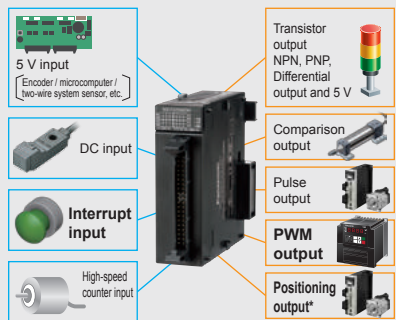 5 V input
Encoder / microcomputer /
two-wire system sensor, etc.
DC input
Interrupt
input
High-speed
counter input
Transistor
output
NPN, PNP,
Differential
output and 5 V
Comparison
output
Pulse
output
PWM
output
Positioning
output*